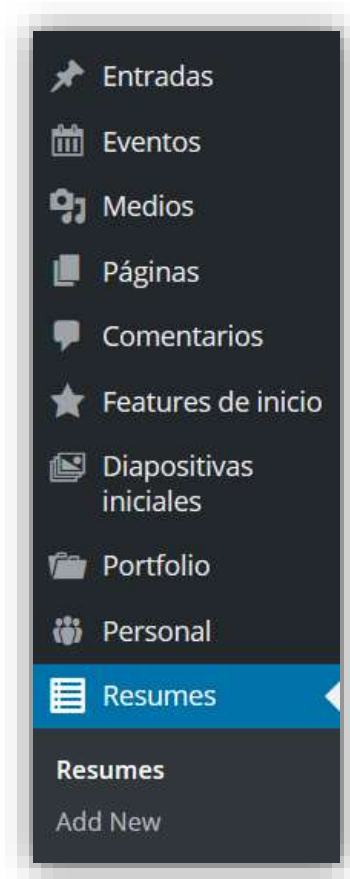 Entradas
Eventos
Medios
Páginas
Comentarios
Features de inicio
Diapositivas
iniciales
Portfolio
Personal
Resumes
Resumes
Add New